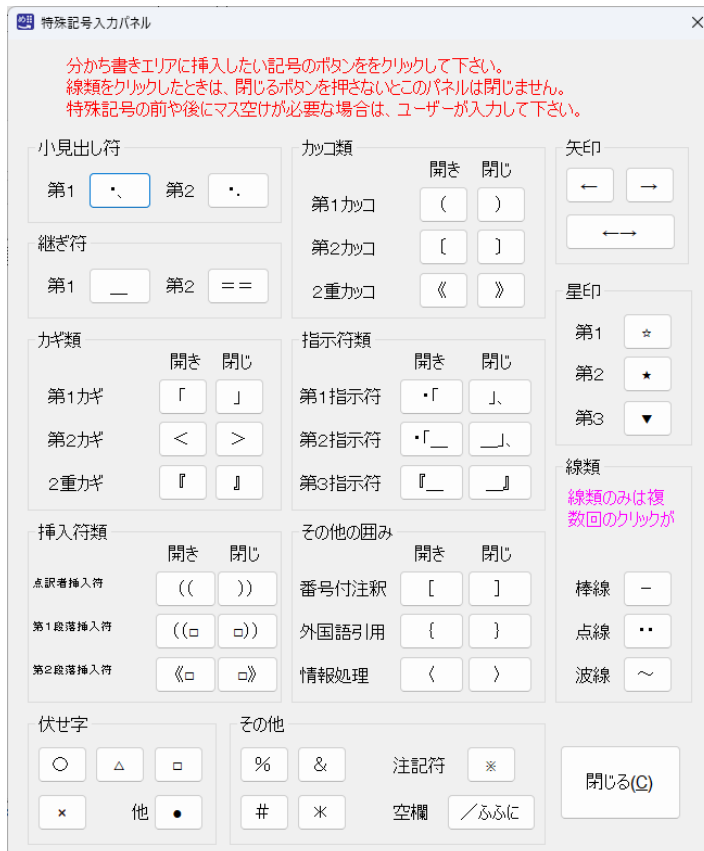 特殊記号入力パネル
×
分かち書きエリアに挿入したい記号のボタンををクリックして下さい。
線類をクリックしたときは、閉じるボタンを押さないとこのパネルは閉じません。
特殊記号の前や後にマス空けが必要な場合は、ユーザーが入力して下さい。
小見出し符
第1 ・、 第2 ・.
継ぎ符
第1 __ 第2 ==
カギ類
開き 閉じ
第1カギ 「 」
第2カギ < >
2重カギ 『 』
挿入符類
開き 閉じ
点訳者挿入符 (( ))
第1段落挿入符 ((□ □))
第2段落挿入符 《□ □》
カッコ類
開き 閉じ
第1カッコ ( )
第2カッコ 〔 〕
2重カッコ 《 》
指示符類
開き 閉じ
第1指示符 ・「 」、
第2指示符 ・「__ __」、
第3指示符 『__ __』
その他の囲み
開き 閉じ
番号付注釈 [ ]
外国語引用 { }
情報処理 〈 〉
矢印
← →
←→
星印
第1 ☆
第2 ★
第3 ▼
線類
線類のみは複
数回のクリックが
棒線 −
点線 ・・
波線 ～
伏せ字
○ △ □
× 他 ●
その他
% & 注記符 ※
# * 空欄 ／ふふに
閉じる(C)